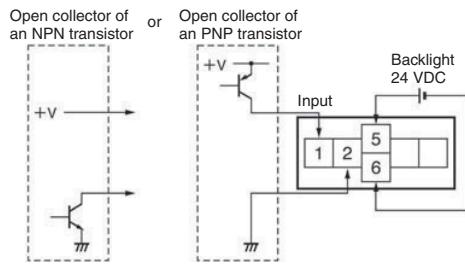 Open collector of
an NPN transistor
or
Open collector of
an PNP transistor
Backlight
24 VDC
+V
Input
+V
5
1 2
6